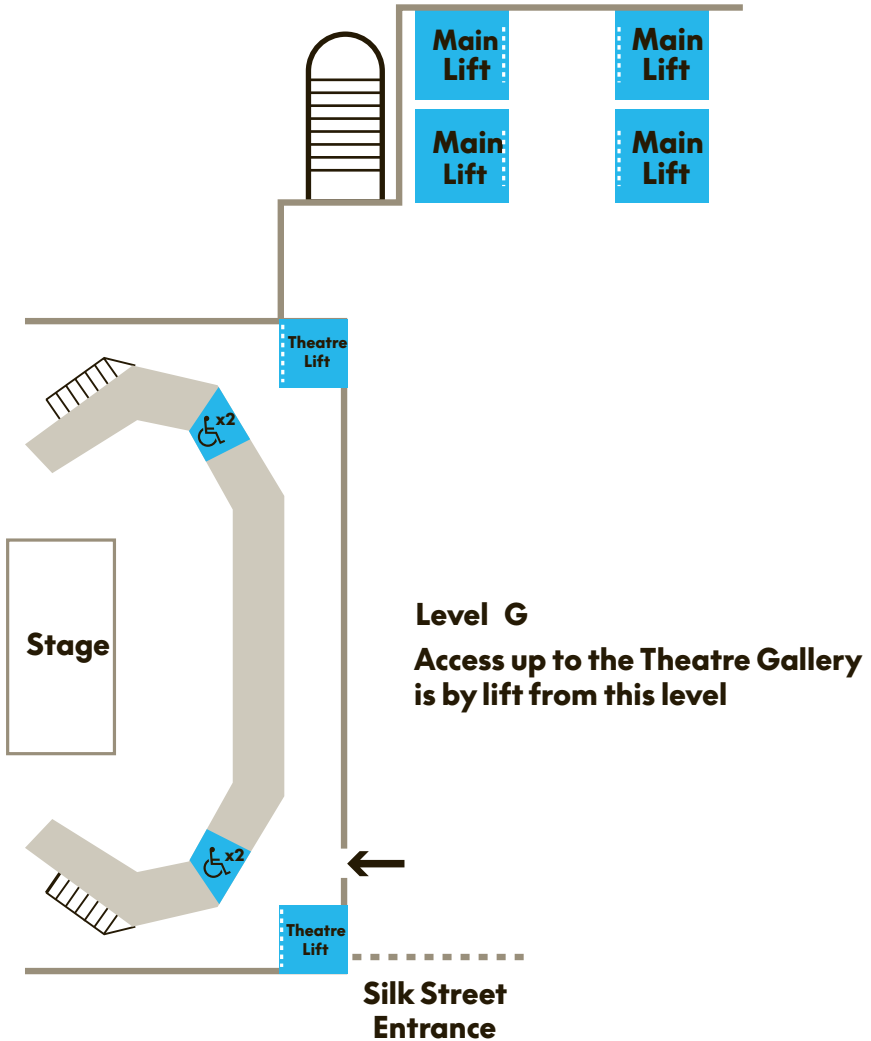 Main
Lift
Main
Lift
Main
Lift
Main
Lift
Theatre
Lift
x2
Stage
Level G
Access up to the Theatre Gallery
is by lift from this level
x2
Theatre
Lift
Silk Street
Entrance